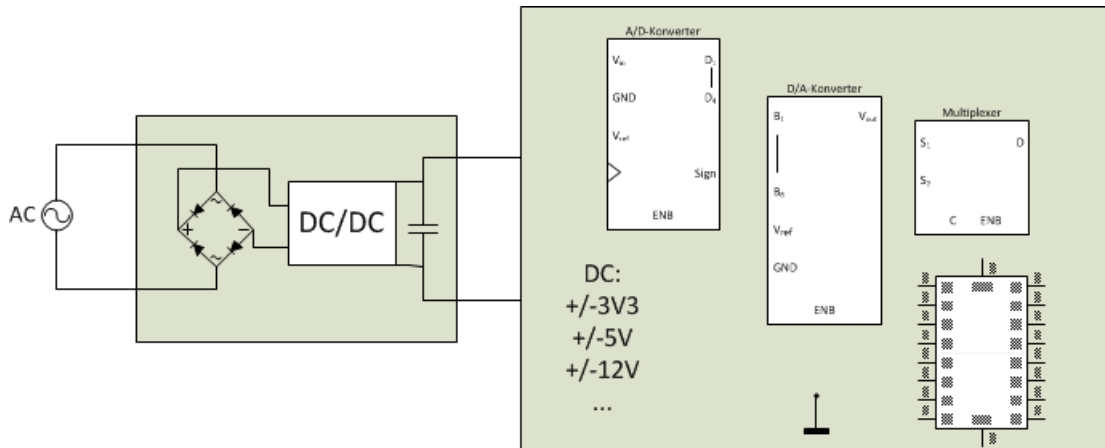 AC
~
+
−
~
DC/DC
A/D-Konverter
Vin
D1
GND
D4
Vref
Sign
ENB
D/A-Konverter
B1
Vout
B8
Vref
GND
ENB
Multiplexer
S1
D
S2
C ENB
DC:
+/-3V3
+/-5V
+/-12V
...